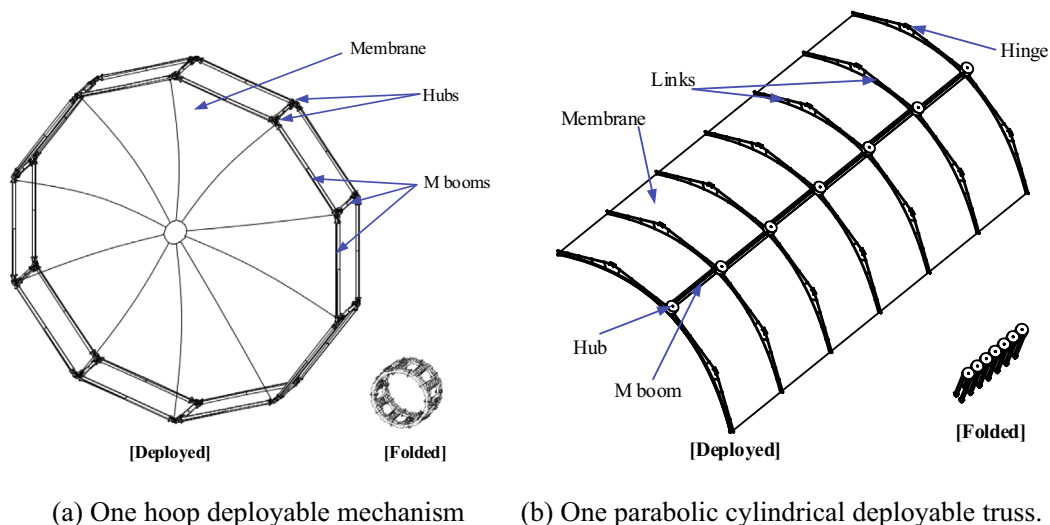 Membrane
Hubs
M booms
[Deployed]
[Folded]
Hinge
Links
Membrane
Hub
M boom
[Deployed]
[Folded]
(a) One hoop deployable mechanism
(b) One parabolic cylindrical deployable truss.